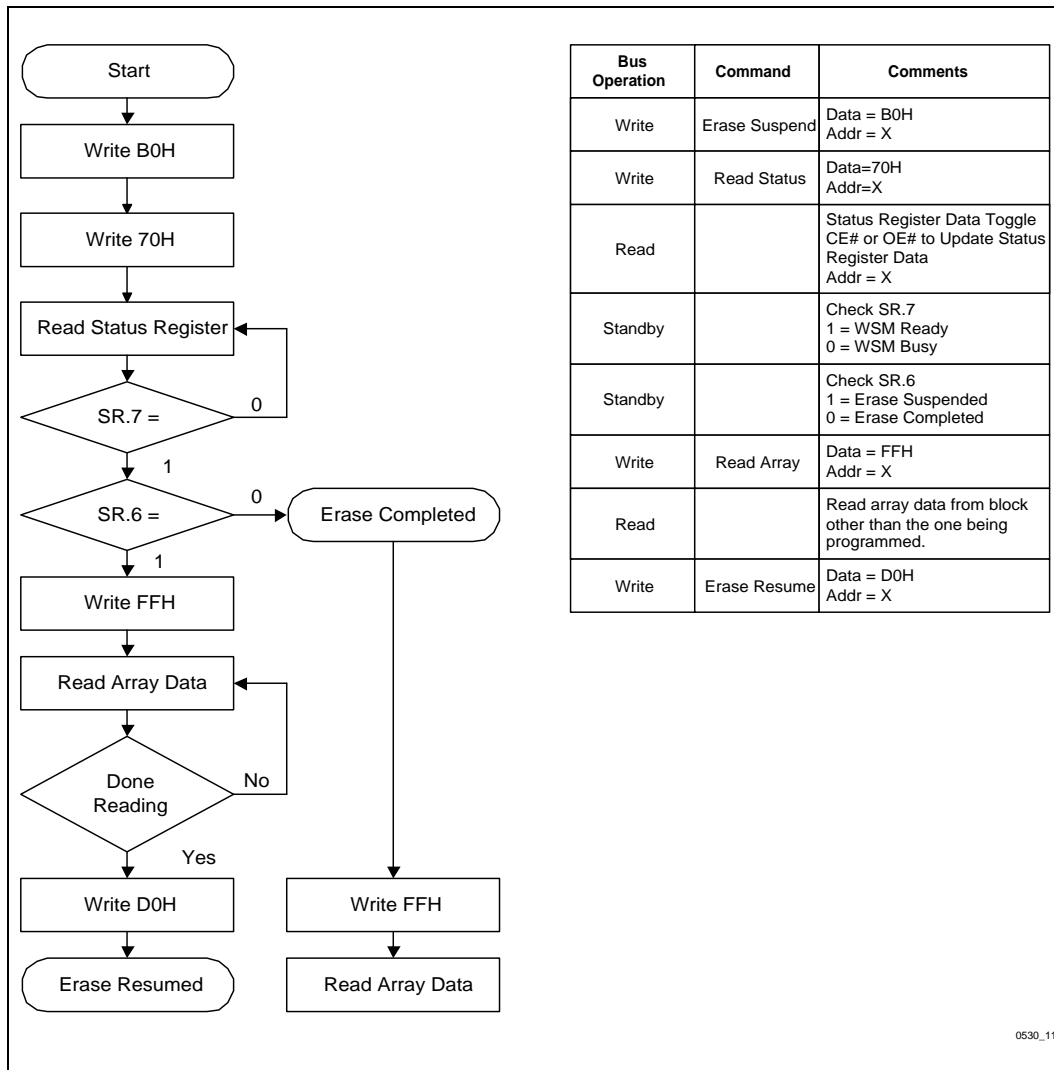 Start
Write B0H
Write 70H
Read Status Register
SR.7 =
0
1
SR.6 =
0
Erase Completed
1
Write FFH
Read Array Data
Done
Reading
No
Yes
Write D0H
Write FFH
Erase Resumed
Read Array Data
Bus
Operation
Command
Comments
Write
Erase Suspend
Data = B0H
Addr = X
Write
Read Status
Data=70H
Addr=X
Read
Status Register Data Toggle
CE# or OE# to Update Status
Register Data
Addr = X
Standby
Check SR.7
1 = WSM Ready
0 = WSM Busy
Standby
Check SR.6
1 = Erase Suspended
0 = Erase Completed
Write
Read Array
Data = FFH
Addr = X
Read
Read array data from block
other than the one being
programmed.
Write
Erase Resume
Data = D0H
Addr = X
0530_11